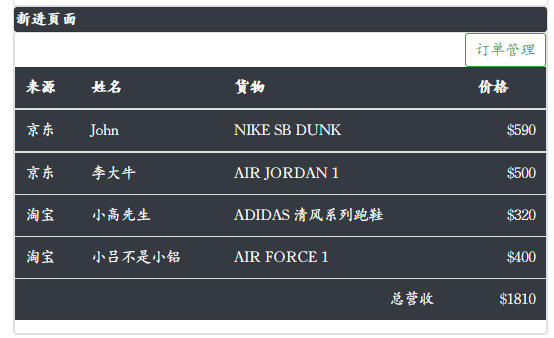 新进页面
订单管理
来源 姓名 貨物 价格
京东 John NIKE SB DUNK $590
京东 李大牛 AIR JORDAN 1 $500
淘宝 小高先生 ADIDAS 清风系列跑鞋 $320
淘宝 小吕不是小铝 AIR FORCE 1 $400
总营收 $1810